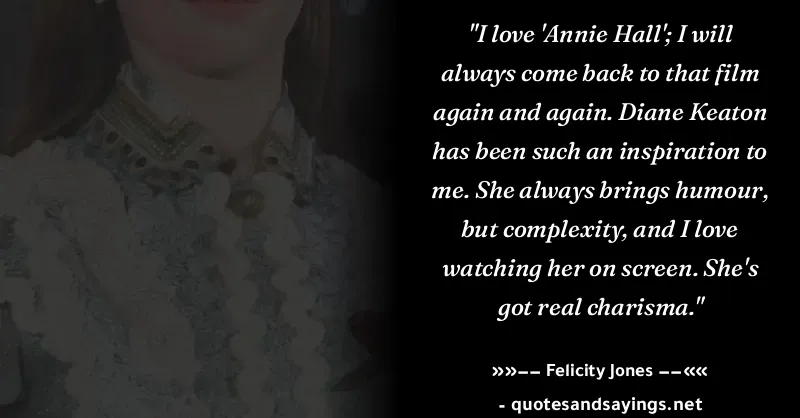 "I love 'Annie Hall'; I will
always come back to that film
again and again. Diane Keaton
has been such an inspiration to
me. She always brings humour,
but complexity, and I love
watching her on screen. She's
got real charisma."
»»−− Felicity Jones −−««
- quotesandsayings.net